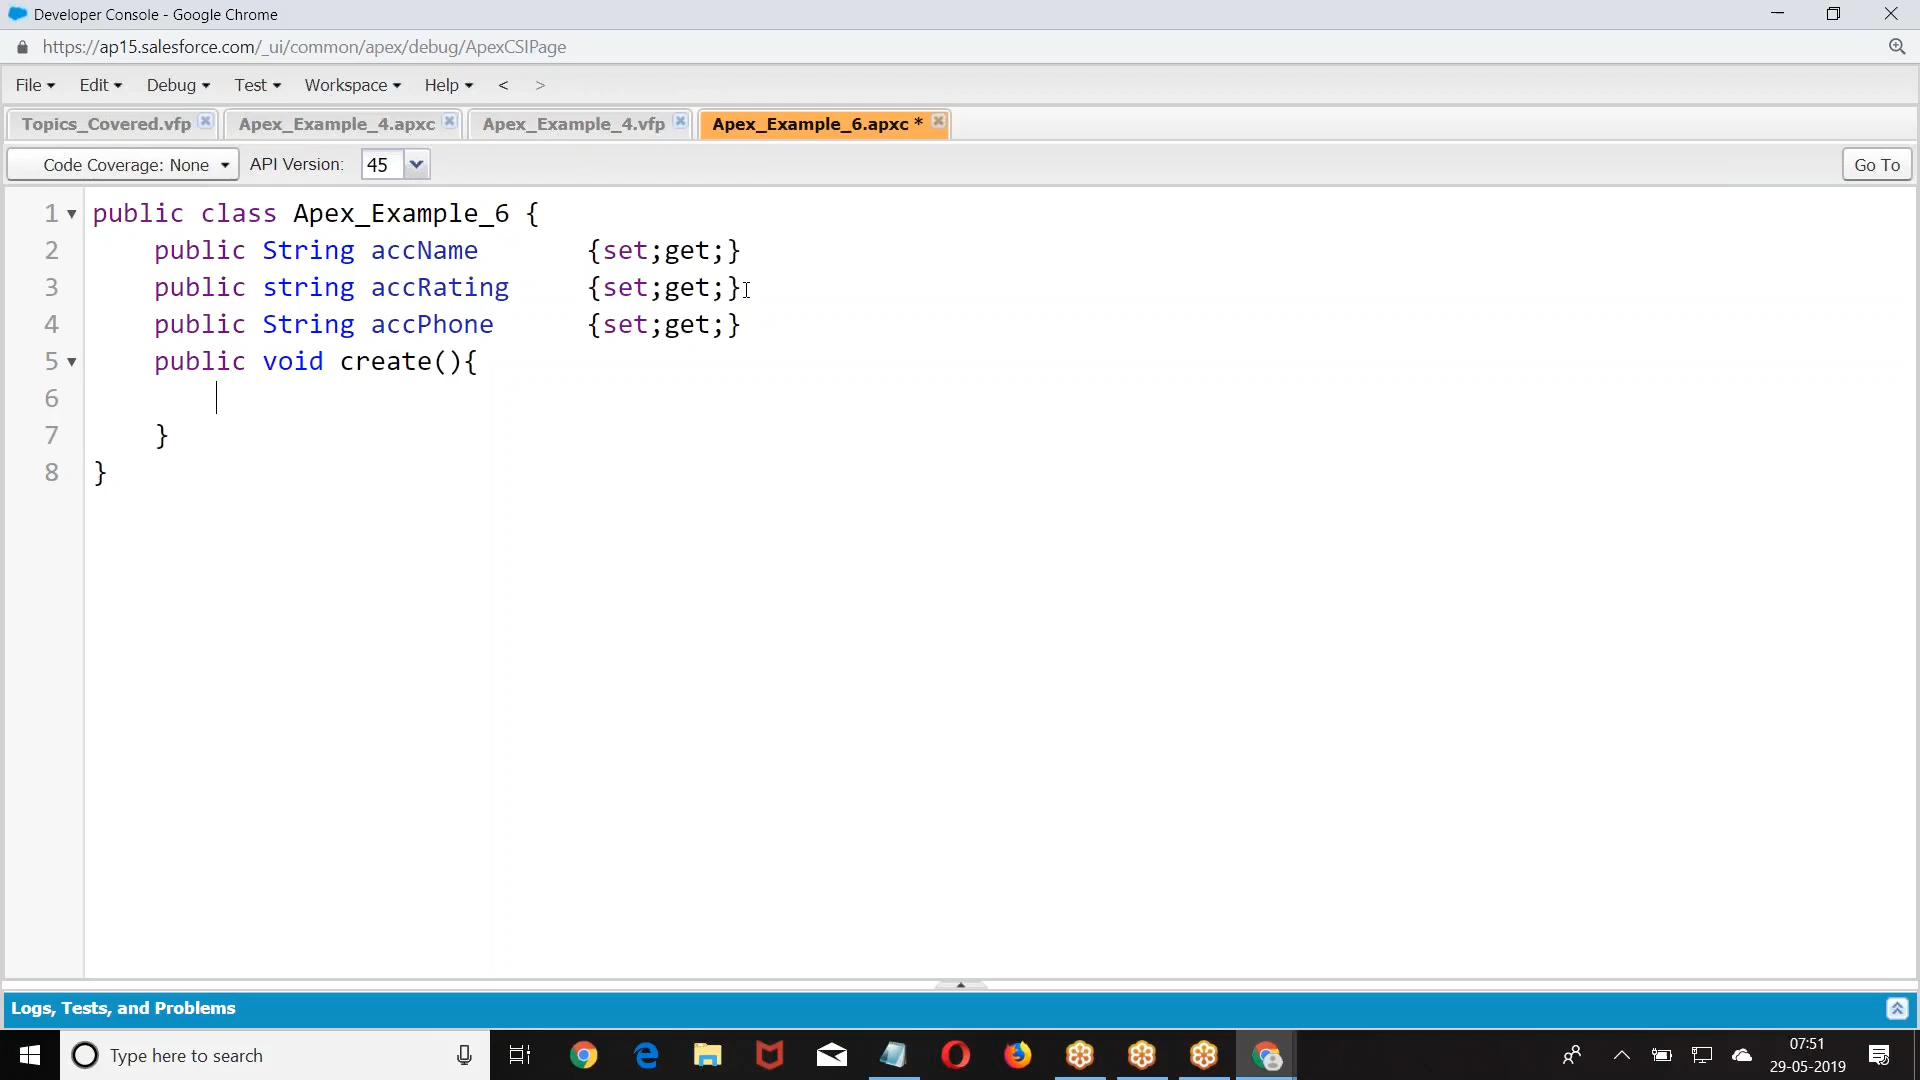 Developer Console - Google Chrome
https://ap15.salesforce.com/_ui/common/apex/debug/ApexCSIPage
File Edit Debug Test Workspace Help < >
Topics_Covered.vfp Apex_Example_4.apxc Apex_Example_4.vfp Apex_Example_6.apxc *
Code Coverage: None API Version: 45 Go To
1 public class Apex_Example_6 {
2 public String accName {set;get;}
3 public string accRating {set;get;}
4 public String accPhone {set;get;}
5 public void create(){
6
7 }
8 }
Logs, Tests, and Problems
Type here to search
07:51
29-05-2019